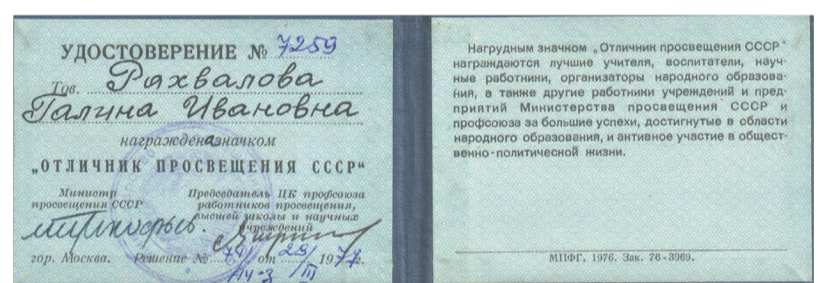 УДОСТОВЕРЕНИЕ № 7259
Тов. Рахвалова
Галина Ивановна
награждена значком
„ОТЛИЧНИК ПРОСВЕЩЕНИЯ СССР“
Министр
просвещения СССР
Председатель ЦК профсоюза
работников просвещения,
высшей школы и научных
учреждений
гор. Москва. Решение № от 29/III 1977г.
Нагрудным значком „Отличник просвещения СССР“
награждаются лучшие учителя, воспитатели, науч-
ные работники, организаторы народного образова-
ния, а также другие работники учреждений и пред-
приятий Министерства просвещения СССР и
профсоюза за большие успехи, достигнутые в области
народного образования, и активное участие в общест-
венно-политической жизни.
МПФГ. 1976. Зак. 76-3969.